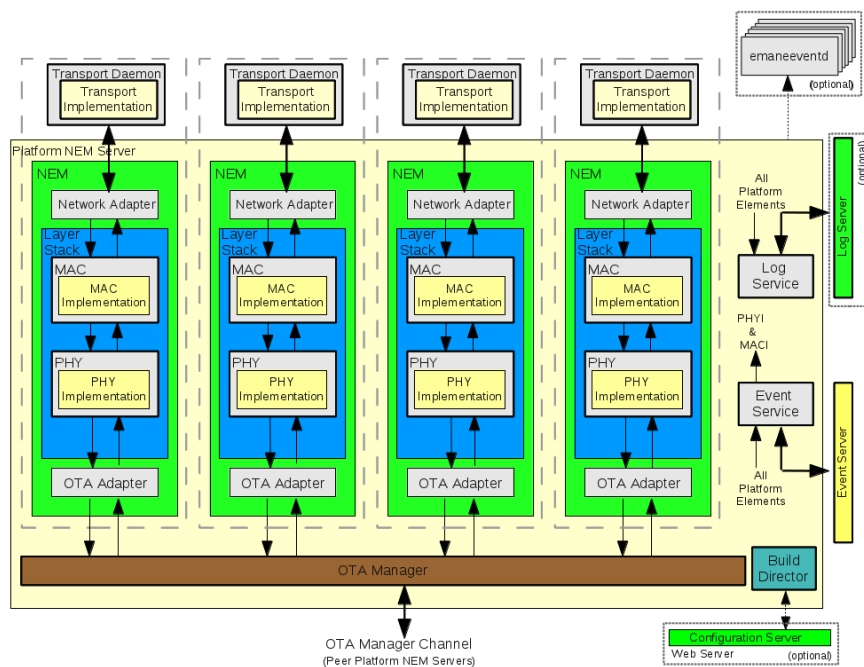 Transport Daemon
Transport
Implementation
Transport Daemon
Transport
Implementation
Transport Daemon
Transport
Implementation
Transport Daemon
Transport
Implementation
emaneeventd
(optional)
Platform NEM Server
NEM
Network Adapter
Layer
Stack
MAC
MAC
Implementation
PHY
PHY
Implementation
OTA Adapter
NEM
Network Adapter
Layer
Stack
MAC
MAC
Implementation
PHY
PHY
Implementation
OTA Adapter
NEM
Network Adapter
Layer
Stack
MAC
MAC
Implementation
PHY
PHY
Implementation
OTA Adapter
NEM
Network Adapter
Layer
Stack
MAC
MAC
Implementation
PHY
PHY
Implementation
OTA Adapter
All
Platform
Elements
Log
Service
Log Server
(optional)
PHYI
&
MACI
Event
Service
All
Platform
Elements
Event Server
OTA Manager
Build
Director
OTA Manager Channel
(Peer Platform NEM Servers)
Configuration Server
Web Server
(optional)